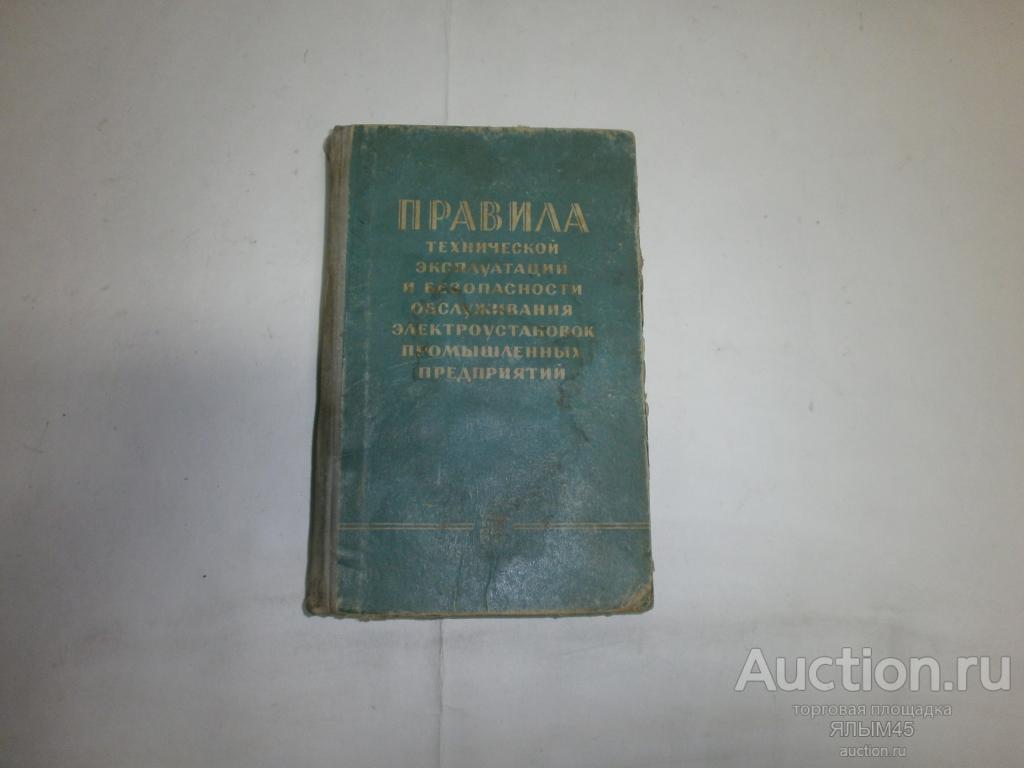 ПРАВИЛА
ТЕХНИЧЕСКОЙ
ЭКСПЛУАТАЦИИ
И БЕЗОПАСНОСТИ
ОБСЛУЖИВАНИЯ
ЭЛЕКТРОУСТАНОВОК
ПРОМЫШЛЕННЫХ
ПРЕДПРИЯТИЙ
Auction.ru
торговая площадка
ЯЛЫМ45
auction.ru